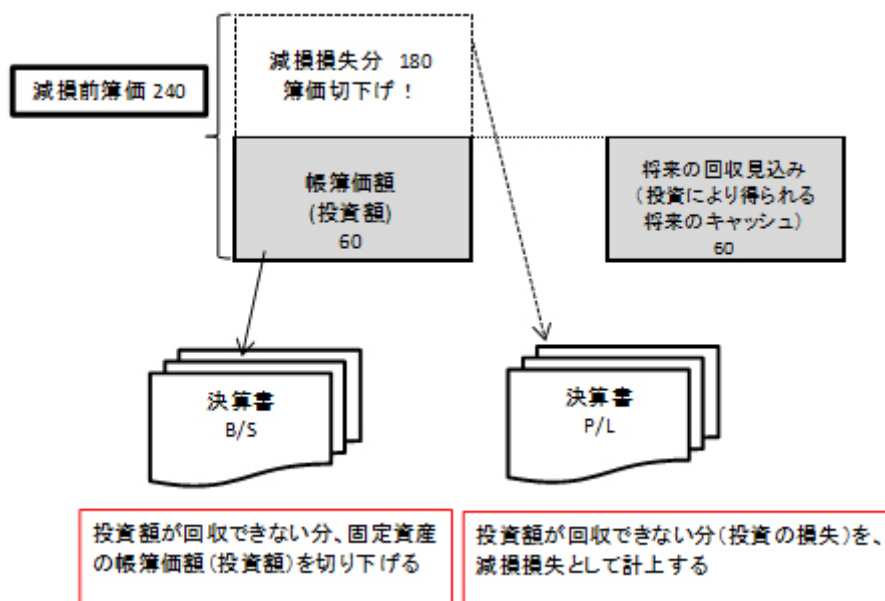 減損前簿価 240
減損損失分 180
簿価切下げ！
帳簿価額
(投資額)
60
将来の回収見込み
(投資により得られる
将来のキャッシュ)
60
決算書
B/S
決算書
P/L
投資額が回収できない分、固定資産
の帳簿価額(投資額)を切り下げる
投資額が回収できない分(投資の損失)を、
減損損失として計上する